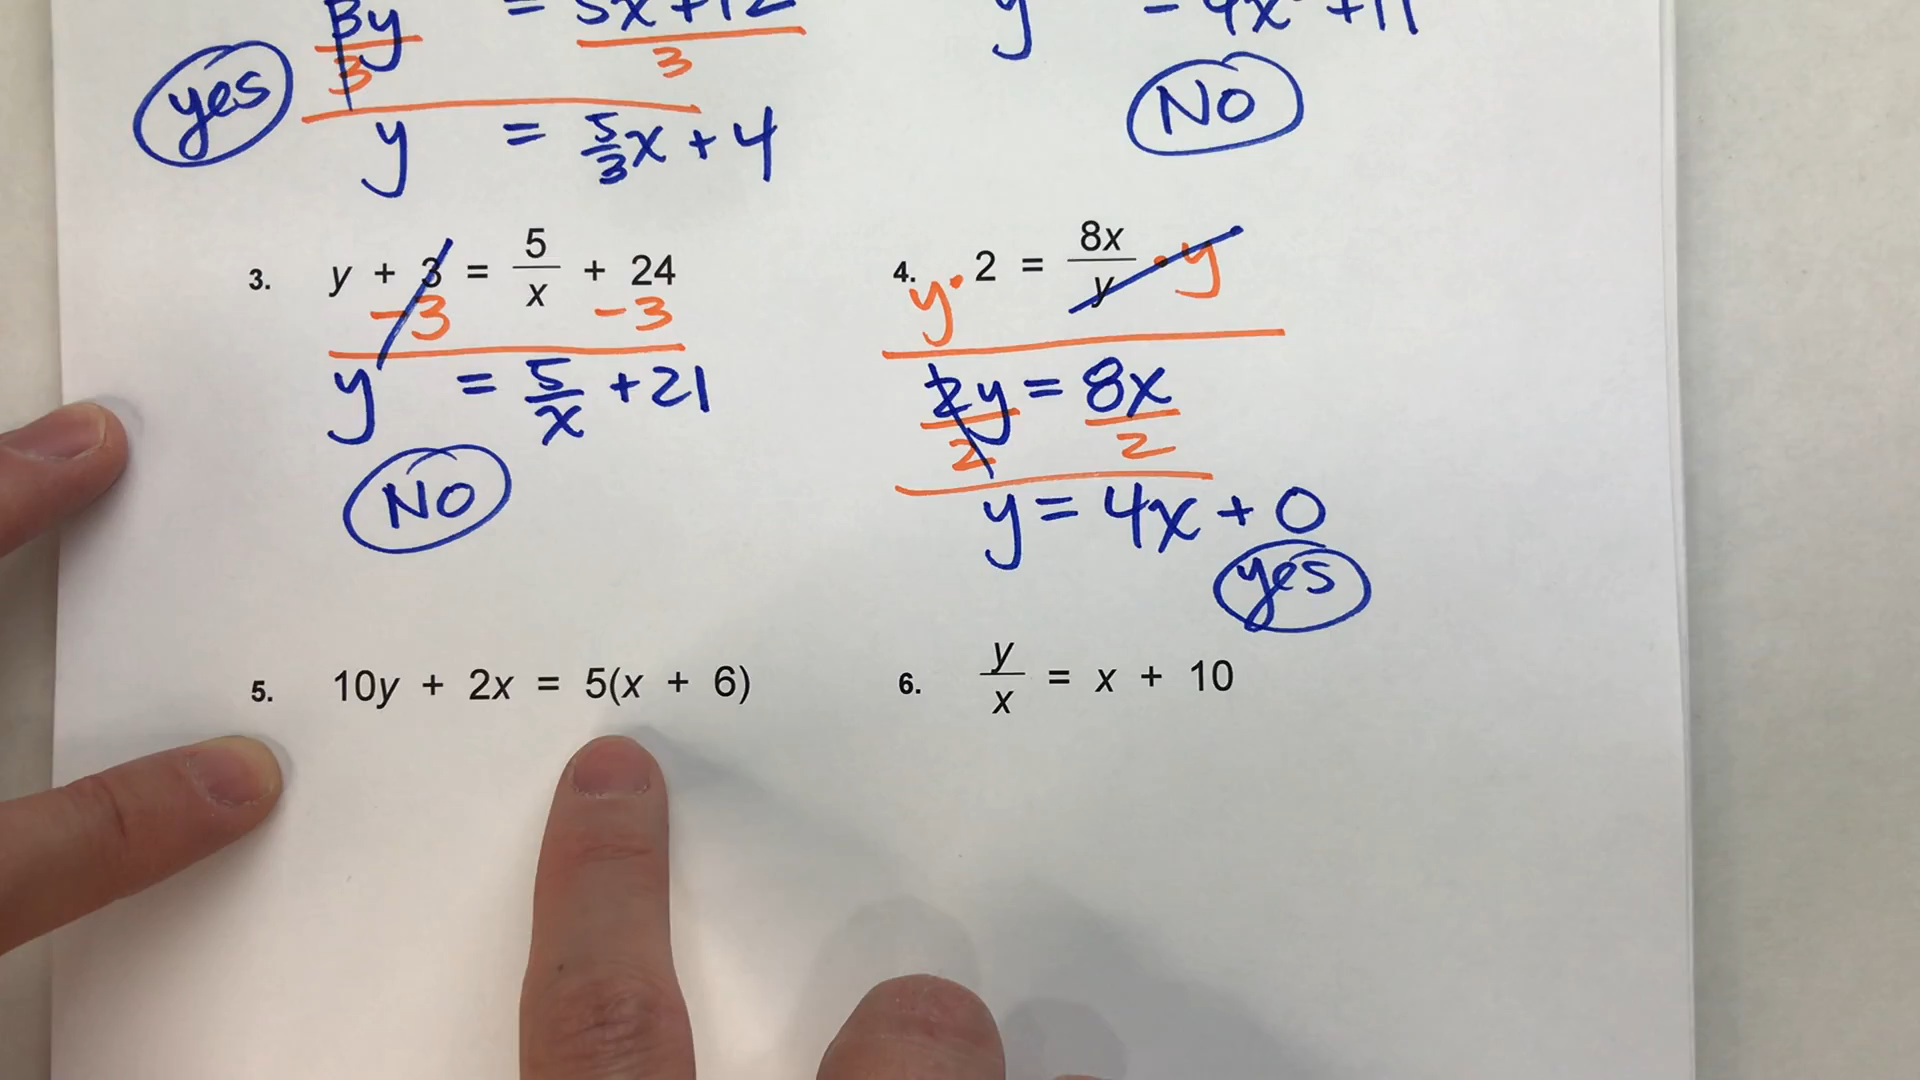 3y = 5x + 12
3 3
yes
y = 5/3 x + 4
y = 4x + 11
No
3. y + 3 = 5/x + 24
-3 -3
y = 5/x + 21
No
4. y · 2 = 8x/y · y
2y = 8x
2 2
y = 4x + 0
yes
5. 10y + 2x = 5(x + 6)
6. y/x = x + 10